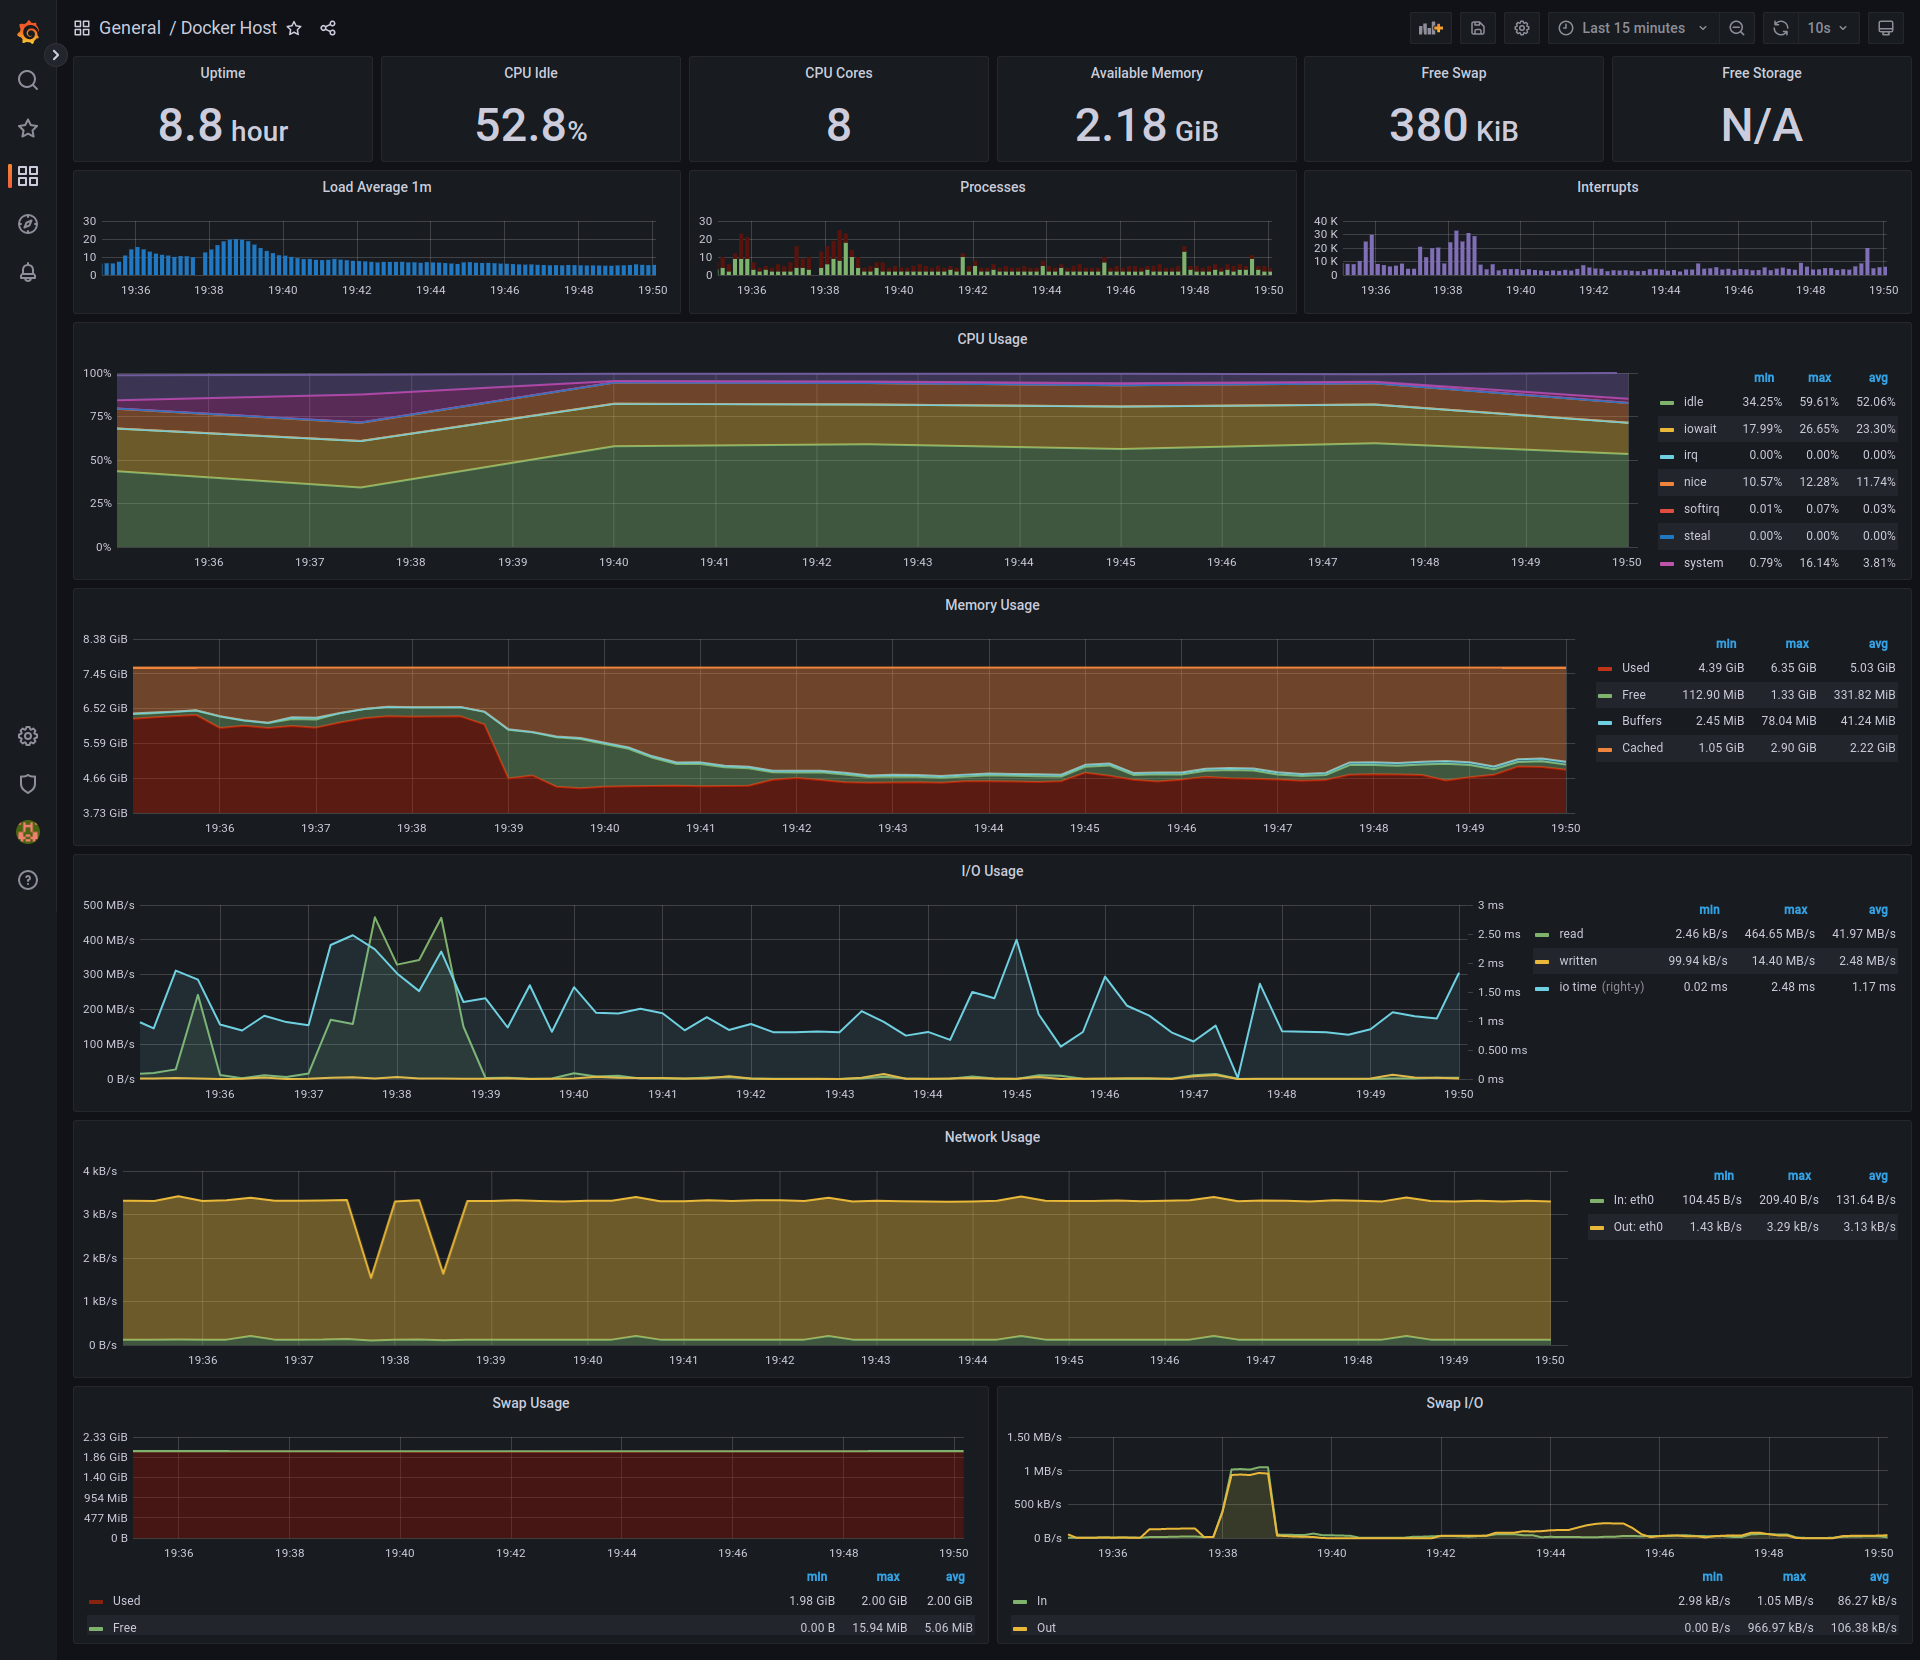 General / Docker Host
Last 15 minutes
10s
Uptime
8.8 hour
CPU Idle
52.8%
CPU Cores
8
Available Memory
2.18 GiB
Free Swap
380 KiB
Free Storage
N/A
Load Average 1m
30
20
10
0
19:36 19:38 19:40 19:42 19:44 19:46 19:48 19:50
Processes
30
20
10
0
19:36 19:38 19:40 19:42 19:44 19:46 19:48 19:50
Interrupts
40 K
30 K
20 K
10 K
0
19:36 19:38 19:40 19:42 19:44 19:46 19:48 19:50
CPU Usage
100%
75%
50%
25%
0%
19:36 19:37 19:38 19:39 19:40 19:41 19:42 19:43 19:44 19:45 19:46 19:47 19:48 19:49 19:50
min max avg
idle 34.25% 59.61% 52.06%
iowait 17.99% 26.65% 23.30%
irq 0.00% 0.00% 0.00%
nice 10.57% 12.28% 11.74%
softirq 0.01% 0.07% 0.03%
steal 0.00% 0.00% 0.00%
system 0.79% 16.14% 3.81%
Memory Usage
8.38 GiB
7.45 GiB
6.52 GiB
5.59 GiB
4.66 GiB
3.73 GiB
19:36 19:37 19:38 19:39 19:40 19:41 19:42 19:43 19:44 19:45 19:46 19:47 19:48 19:49 19:50
min max avg
Used 4.39 GiB 6.35 GiB 5.03 GiB
Free 112.90 MiB 1.33 GiB 331.82 MiB
Buffers 2.45 MiB 78.04 MiB 41.24 MiB
Cached 1.05 GiB 2.90 GiB 2.22 GiB
I/O Usage
500 MB/s
400 MB/s
300 MB/s
200 MB/s
100 MB/s
0 B/s
3 ms
2.50 ms
2 ms
1.50 ms
1 ms
0.500 ms
0 ms
19:36 19:37 19:38 19:39 19:40 19:41 19:42 19:43 19:44 19:45 19:46 19:47 19:48 19:49 19:50
min max avg
read 2.46 kB/s 464.65 MB/s 41.97 MB/s
written 99.94 kB/s 14.40 MB/s 2.48 MB/s
io time (right-y) 0.02 ms 2.48 ms 1.17 ms
Network Usage
4 kB/s
3 kB/s
2 kB/s
1 kB/s
0 B/s
19:36 19:37 19:38 19:39 19:40 19:41 19:42 19:43 19:44 19:45 19:46 19:47 19:48 19:49 19:50
min max avg
In: eth0 104.45 B/s 209.40 B/s 131.64 B/s
Out: eth0 1.43 kB/s 3.29 kB/s 3.13 kB/s
Swap Usage
2.33 GiB
1.86 GiB
1.40 GiB
954 MiB
477 MiB
0 B
19:36 19:38 19:40 19:42 19:44 19:46 19:48 19:50
min max avg
Used 1.98 GiB 2.00 GiB 2.00 GiB
Free 0.00 B 15.94 MiB 5.06 MiB
Swap I/O
1.50 MB/s
1 MB/s
500 kB/s
0 B/s
19:36 19:38 19:40 19:42 19:44 19:46 19:48 19:50
min max avg
In 2.98 kB/s 1.05 MB/s 86.27 kB/s
Out 0.00 B/s 966.97 kB/s 106.38 kB/s